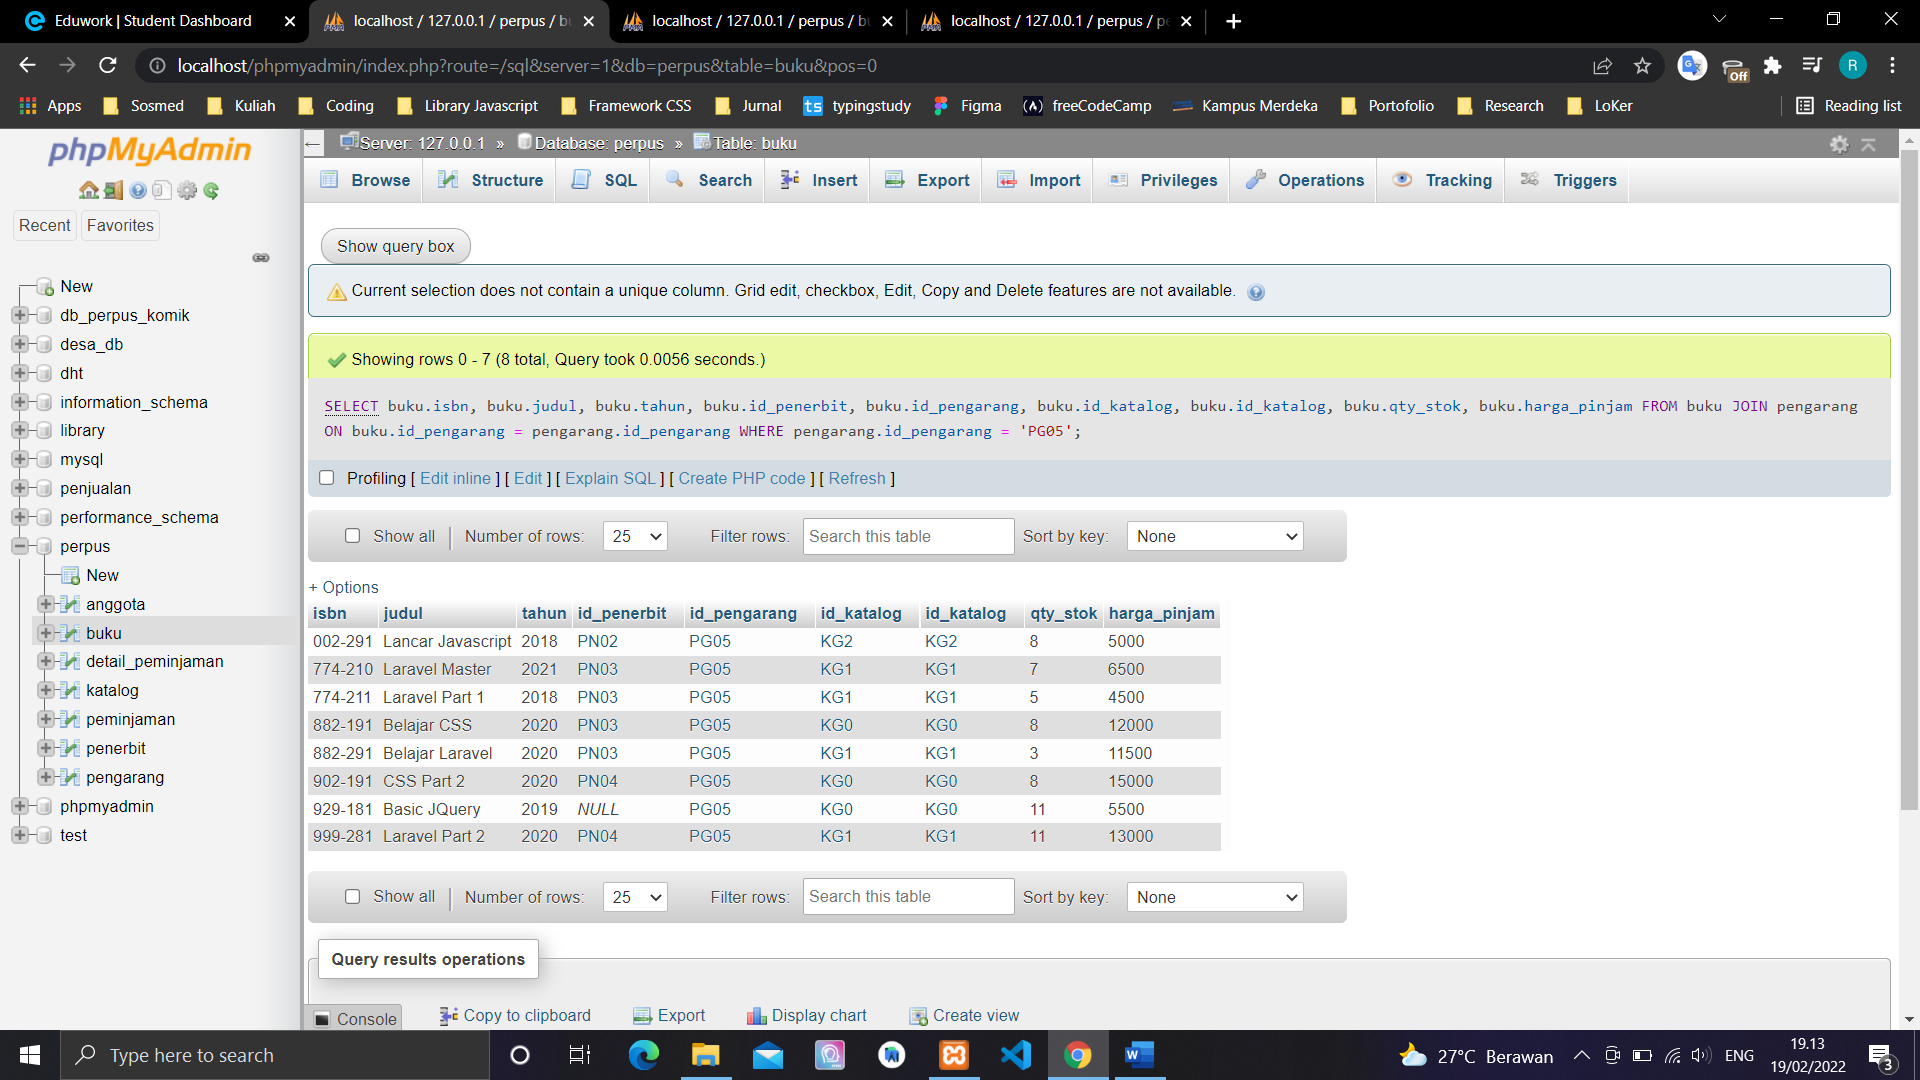 Eduwork | Student Dashboard
localhost / 127.0.0.1 / perpus / bu
localhost / 127.0.0.1 / perpus / bu
localhost / 127.0.0.1 / perpus / pe
localhost/phpmyadmin/index.php?route=/sql&server=1&db=perpus&table=buku&pos=0
Off
R
Apps Sosmed Kuliah Coding Library Javascript Framework CSS Jurnal ts typingstudy Figma freeCodeCamp Kampus Merdeka Portofolio Research LoKer Reading list
phpMyAdmin
Recent Favorites
New
db_perpus_komik
desa_db
dht
information_schema
library
mysql
penjualan
performance_schema
perpus
New
anggota
buku
detail_peminjaman
katalog
peminjaman
penerbit
pengarang
phpmyadmin
test
Server: 127.0.0.1 » Database: perpus » Table: buku
Browse Structure SQL Search Insert Export Import Privileges Operations Tracking Triggers
Show query box
Current selection does not contain a unique column. Grid edit, checkbox, Edit, Copy and Delete features are not available.
Showing rows 0 - 7 (8 total, Query took 0.0056 seconds.)
SELECT buku.isbn, buku.judul, buku.tahun, buku.id_penerbit, buku.id_pengarang, buku.id_katalog, buku.id_katalog, buku.qty_stok, buku.harga_pinjam FROM buku JOIN pengarang
ON buku.id_pengarang = pengarang.id_pengarang WHERE pengarang.id_pengarang = 'PG05';
Profiling [ Edit inline ] [ Edit ] [ Explain SQL ] [ Create PHP code ] [ Refresh ]
Show all Number of rows: 25 Filter rows: Search this table Sort by key: None
+ Options
isbn judul tahun id_penerbit id_pengarang id_katalog id_katalog qty_stok harga_pinjam
002-291 Lancar Javascript 2018 PN02 PG05 KG2 KG2 8 5000
774-210 Laravel Master 2021 PN03 PG05 KG1 KG1 7 6500
774-211 Laravel Part 1 2018 PN03 PG05 KG1 KG1 5 4500
882-191 Belajar CSS 2020 PN03 PG05 KG0 KG0 8 12000
882-291 Belajar Laravel 2020 PN03 PG05 KG1 KG1 3 11500
902-191 CSS Part 2 2020 PN04 PG05 KG0 KG0 8 15000
929-181 Basic JQuery 2019 NULL PG05 KG0 KG0 11 5500
999-281 Laravel Part 2 2020 PN04 PG05 KG1 KG1 11 13000
Show all Number of rows: 25 Filter rows: Search this table Sort by key: None
Query results operations
Console
Copy to clipboard Export Display chart Create view
Type here to search
27°C Berawan
ENG
19.13
19/02/2022
3